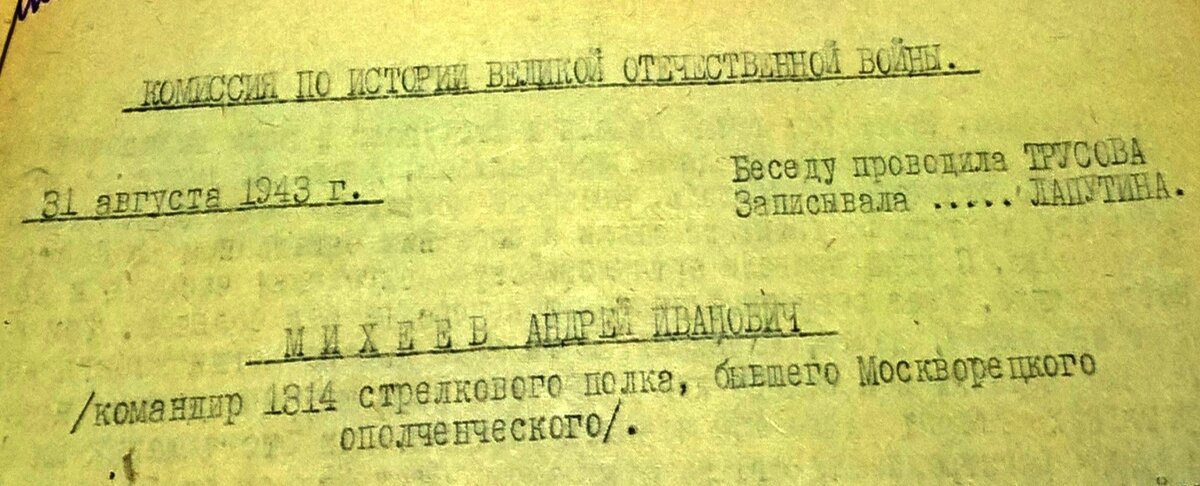 КОМИССИЯ ПО ИСТОРИИ ВЕЛИКОЙ ОТЕЧЕСТВЕННОЙ ВОЙНЫ.
31 августа 1943 г.
Беседу проводила ТРУСОВА
Записывала ..... ЛАПУТИНА.
М И Х Е Е В АНДРЕЙ ИВАНОВИЧ
/командир 1314 стрелкового полка, бывшего Москворецкого
ополченческого/.